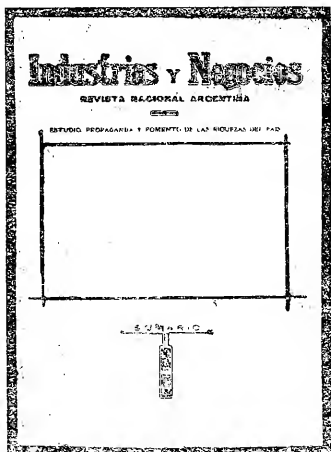 Industrias Y Negocios
REVISTA NACIONAL ARGENTINA
ESTUDIO, PROPAGANDA Y FOMENTO DE LAS RIQUEZAS DEL PAIS
SUMARIO